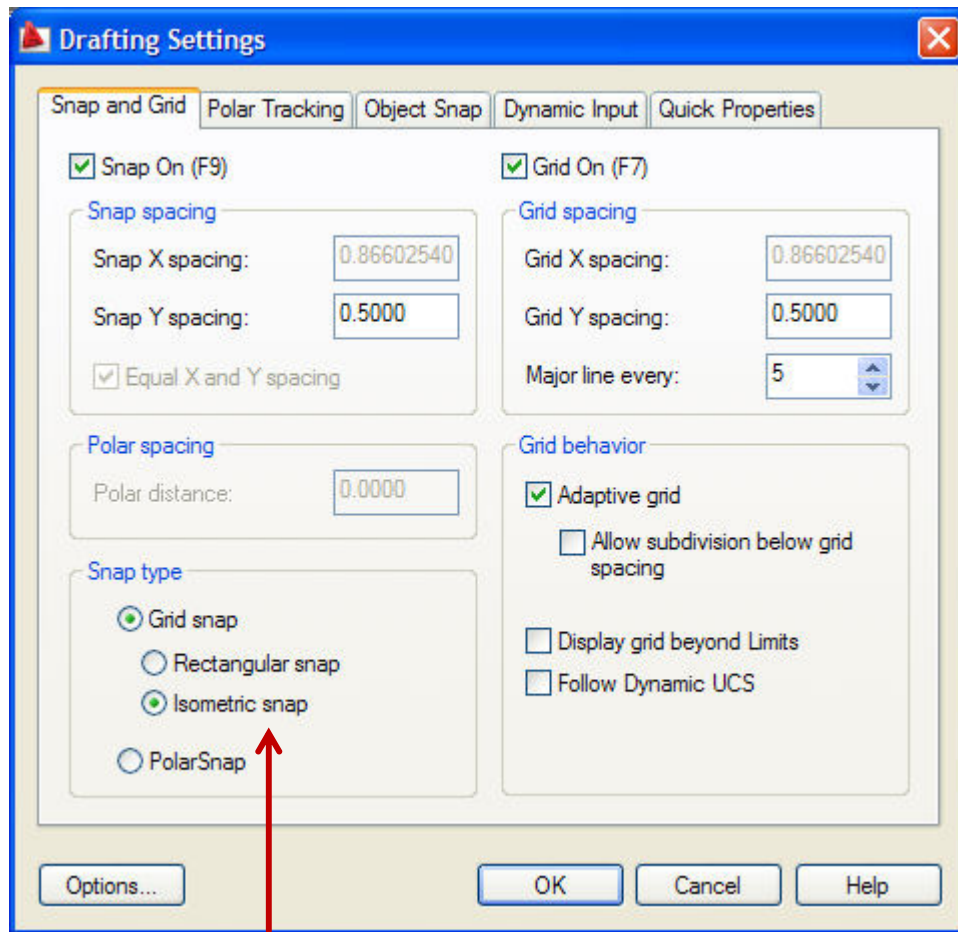 Drafting Settings
Snap and Grid
Polar Tracking
Object Snap
Dynamic Input
Quick Properties
Snap On (F9)
Snap spacing
Snap X spacing: 0.86602540
Snap Y spacing: 0.5000
Equal X and Y spacing
Polar spacing
Polar distance: 0.0000
Snap type
Grid snap
Rectangular snap
Isometric snap
PolarSnap
Grid On (F7)
Grid spacing
Grid X spacing: 0.86602540
Grid Y spacing: 0.5000
Major line every: 5
Grid behavior
Adaptive grid
Allow subdivision below grid
spacing
Display grid beyond Limits
Follow Dynamic UCS
Options...
OK
Cancel
Help